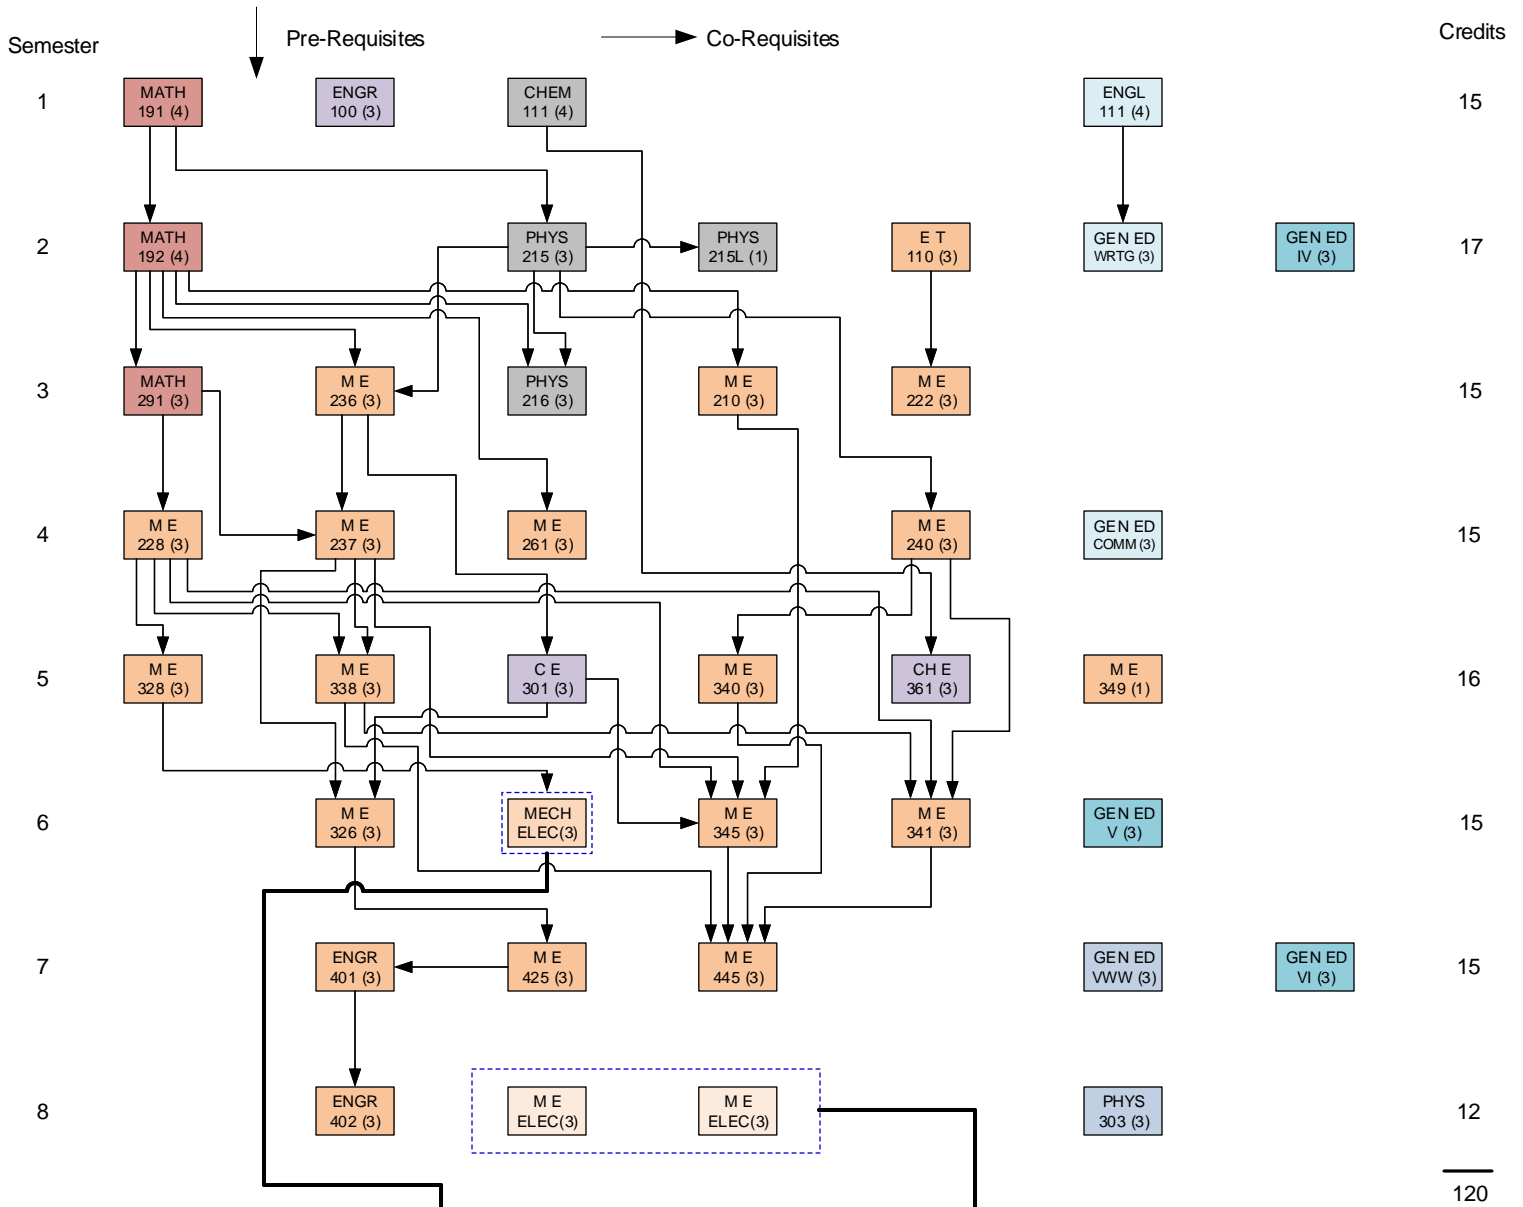 Semester
Pre-Requisites
Co-Requisites
Credits
1
MATH
191 (4)
ENGR
100 (3)
CHEM
111 (4)
ENGL
111 (4)
15
2
MATH
192 (4)
PHYS
215 (3)
PHYS
215L (1)
E T
110 (3)
GEN ED
WRTG (3)
GEN ED
IV (3)
17
3
MATH
291 (3)
M E
236 (3)
PHYS
216 (3)
M E
210 (3)
M E
222 (3)
15
4
M E
228 (3)
M E
237 (3)
M E
261 (3)
M E
240 (3)
GEN ED
COMM (3)
15
5
M E
328 (3)
M E
338 (3)
C E
301 (3)
M E
340 (3)
CH E
361 (3)
M E
349 (1)
16
6
M E
326 (3)
MECH
ELEC(3)
M E
345 (3)
M E
341 (3)
GEN ED
V (3)
15
7
ENGR
401 (3)
M E
425 (3)
M E
445 (3)
GEN ED
VWW (3)
GEN ED
VI (3)
15
8
ENGR
402 (3)
M E
ELEC(3)
M E
ELEC(3)
PHYS
303 (3)
12
120